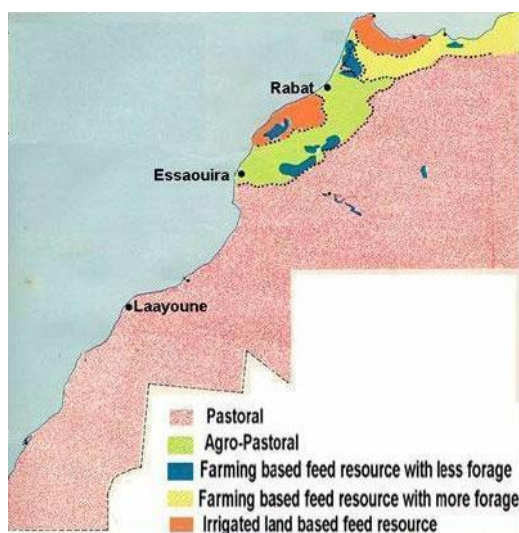 Rabat
Essaouira
Laayoune
Pastoral
Agro-Pastoral
Farming based feed resource with less forage
Farming based feed resource with more forage
Irrigated land based feed resource